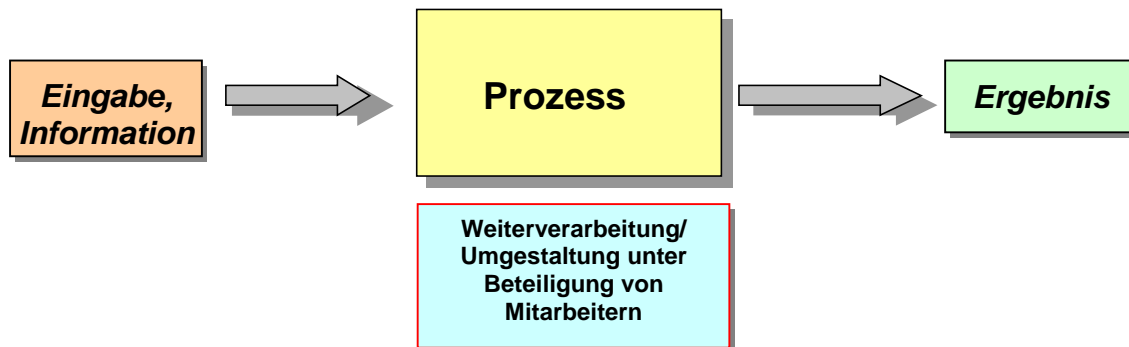 Eingabe,
Information
Prozess
Ergebnis
Weiterverarbeitung/
Umgestaltung unter
Beteiligung von
Mitarbeitern